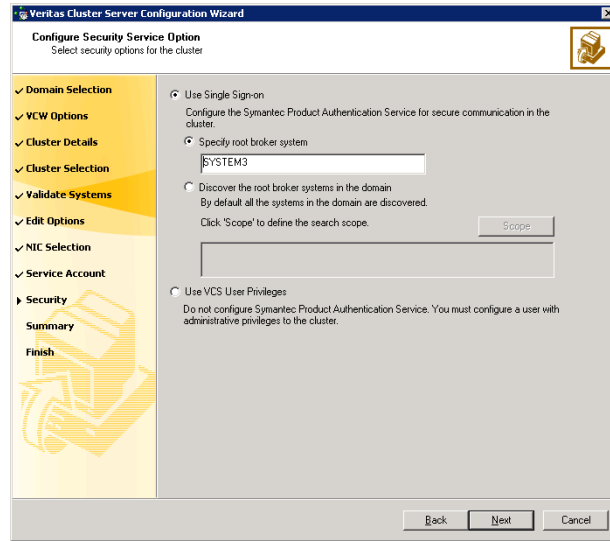 Veritas Cluster Server Configuration Wizard
Configure Security Service Option
Select security options for the cluster
Domain Selection
VCW Options
Cluster Details
Cluster Selection
Validate Systems
Edit Options
NIC Selection
Service Account
Security
Summary
Finish
Use Single Sign-on
Configure the Symantec Product Authentication Service for secure communication in the
cluster.
Specify root broker system
SYSTEM3
Discover the root broker systems in the domain
By default all the systems in the domain are discovered.
Click 'Scope' to define the search scope.
Scope
Use VCS User Privileges
Do not configure Symantec Product Authentication Service. You must configure a user with
administrative privileges to the cluster.
Back
Next
Cancel